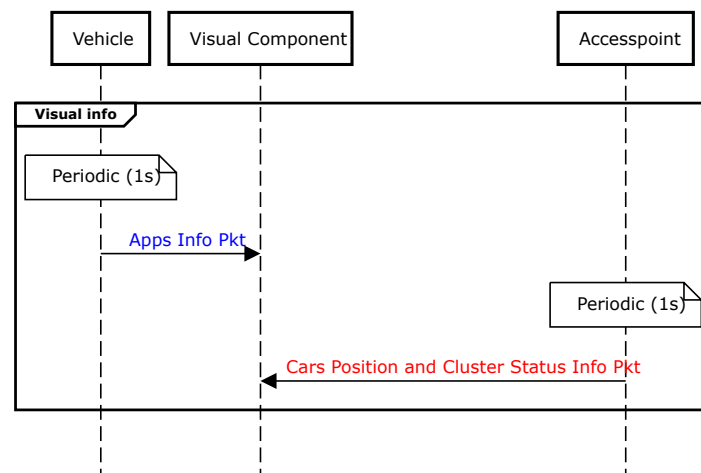 Vehicle
Visual Component
Accesspoint
Visual info
Periodic (1s)
Apps Info Pkt
Periodic (1s)
Cars Position and Cluster Status Info Pkt